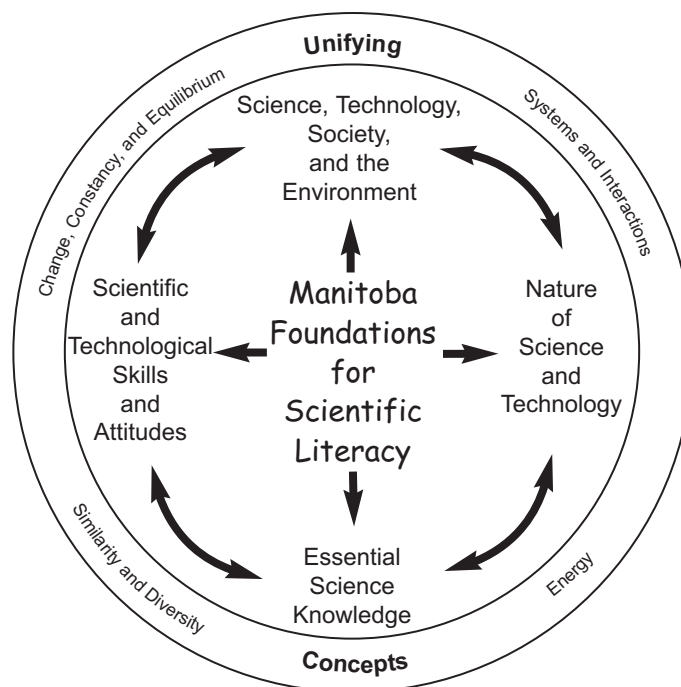 Unifying
Change, Constancy, and Equilibrium
Systems and Interactions
Science, Technology,
Society,
and the
Environment
Scientific
and
Technological
Skills
and
Attitudes
Manitoba
Foundations
for
Scientific
Literacy
Nature
of
Science
and
Technology
Essential
Science
Knowledge
Similarity and Diversity
Energy
Concepts